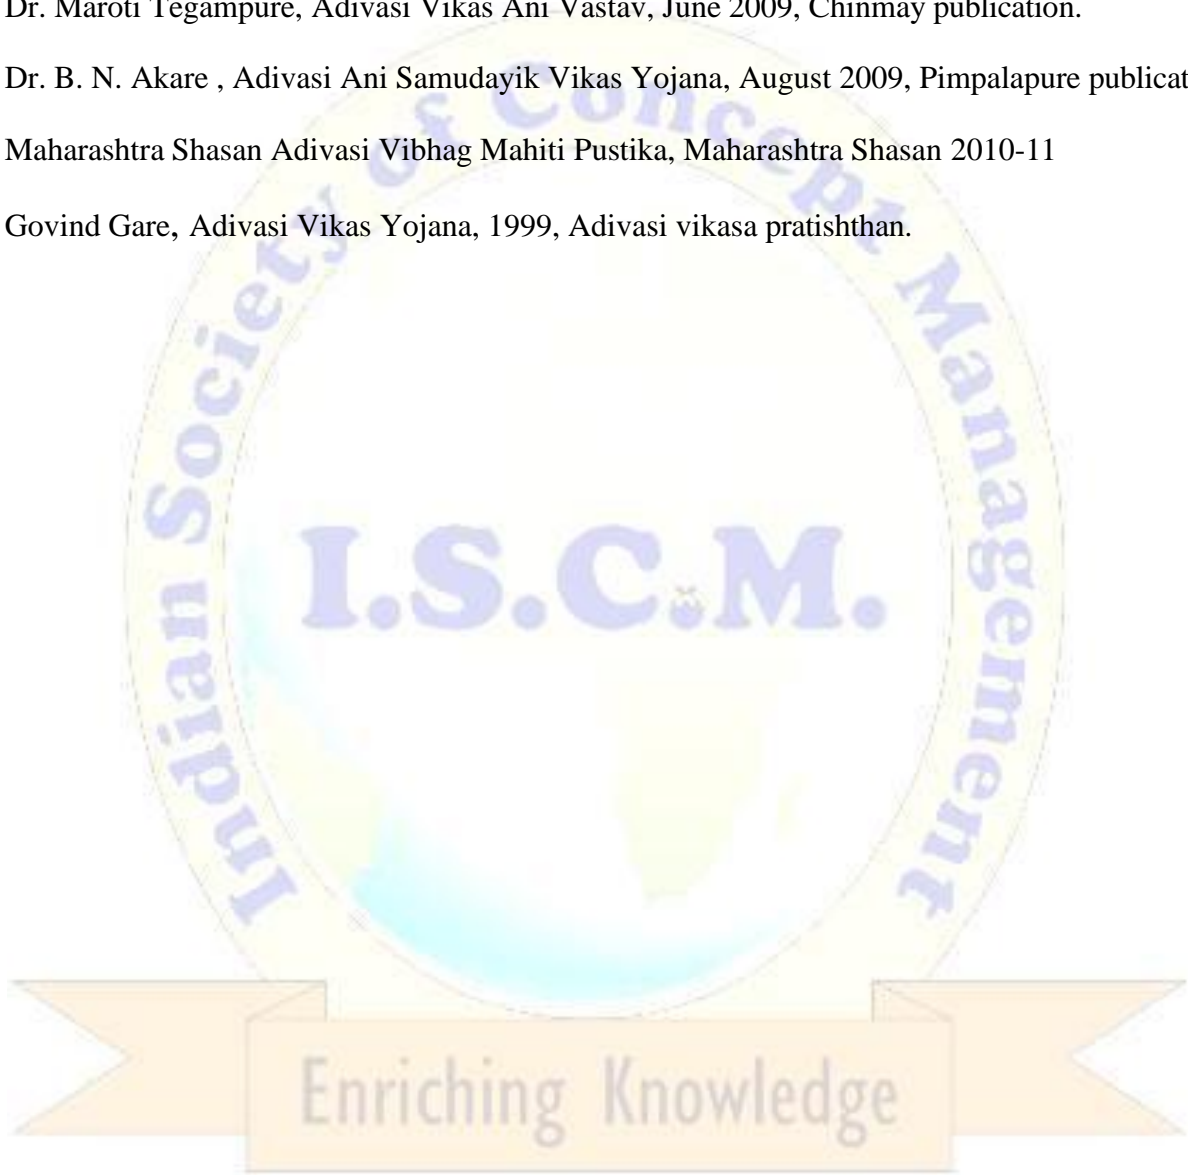 Dr. Maroti Tegampure, Adivasi Vikas Ani Vastav, June 2009, Chinmay publication.
Dr. B. N. Akare , Adivasi Ani Samudayik Vikas Yojana, August 2009, Pimpalapure publicat
Maharashtra Shasan Adivasi Vibhag Mahiti Pustika, Maharashtra Shasan 2010-11
Govind Gare, Adivasi Vikas Yojana, 1999, Adivasi vikasa pratishthan.
Indian Society of Concept Management
I.S.C.M.
Enriching Knowledge